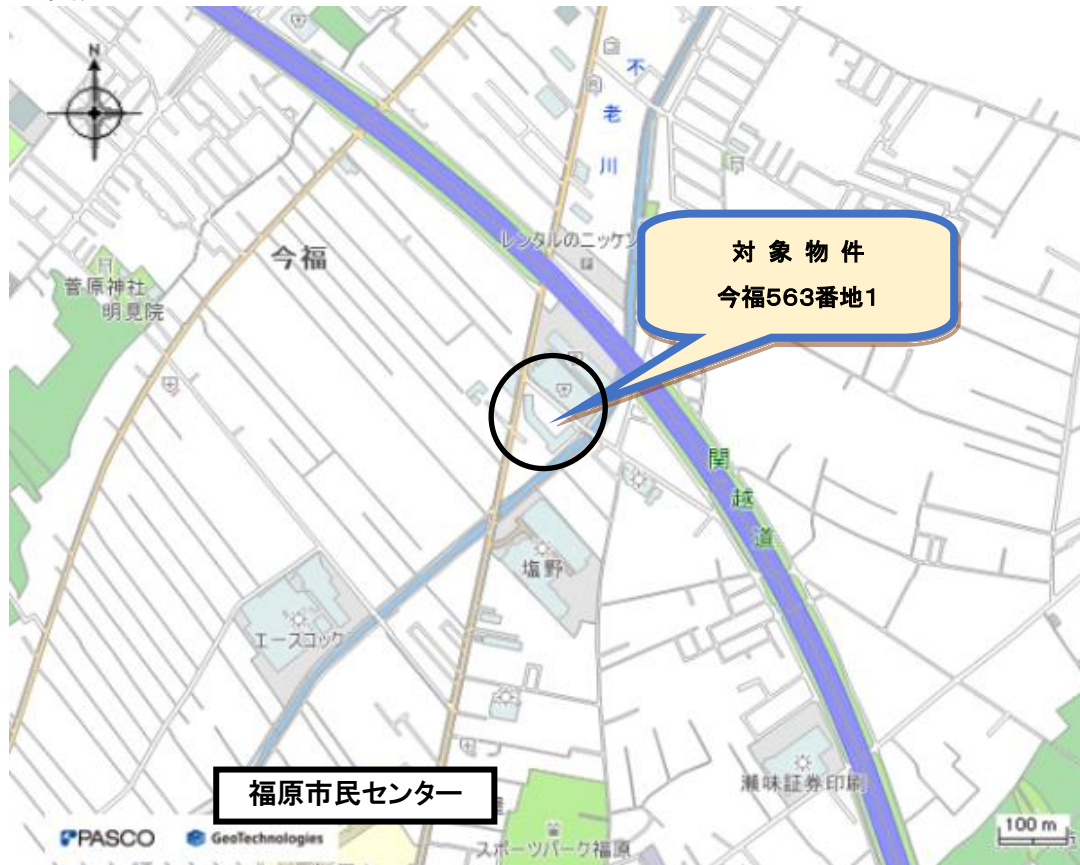 N
不
老
川
レンタルのニッケン
今福
菅原神社
明見院
対象物件
今福563番地1
関
越
道
塩野
エースコック
瀬味証券印刷
福原市民センター
スポーツパーク福原
PASCO
GeoTechnologies
100 m